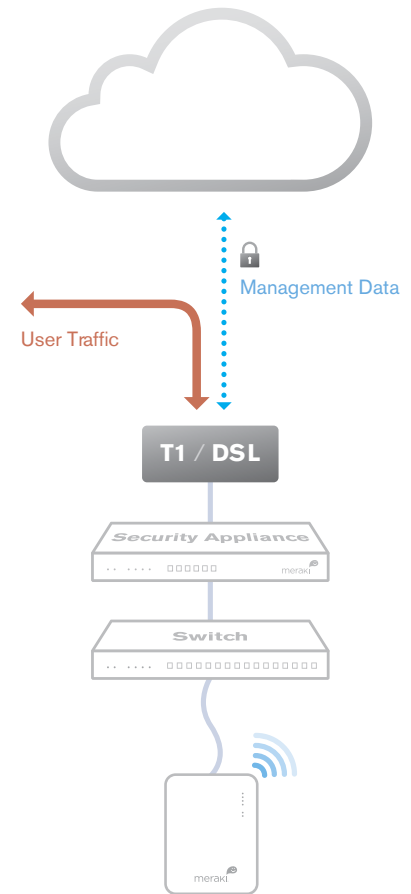 Management Data
User Traffic
T1 / DSL
Security Appliance
meraki
Switch
meraki